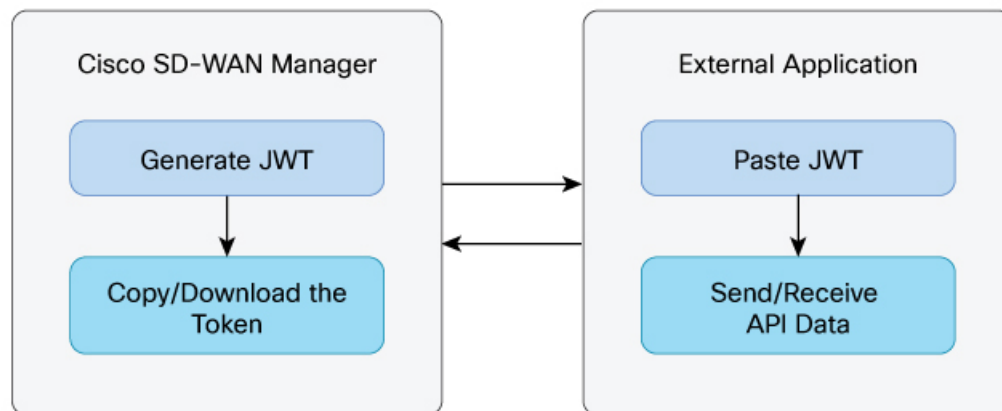 Cisco SD-WAN Manager
Generate JWT
Copy/Download the
Token
External Application
Paste JWT
Send/Receive
API Data